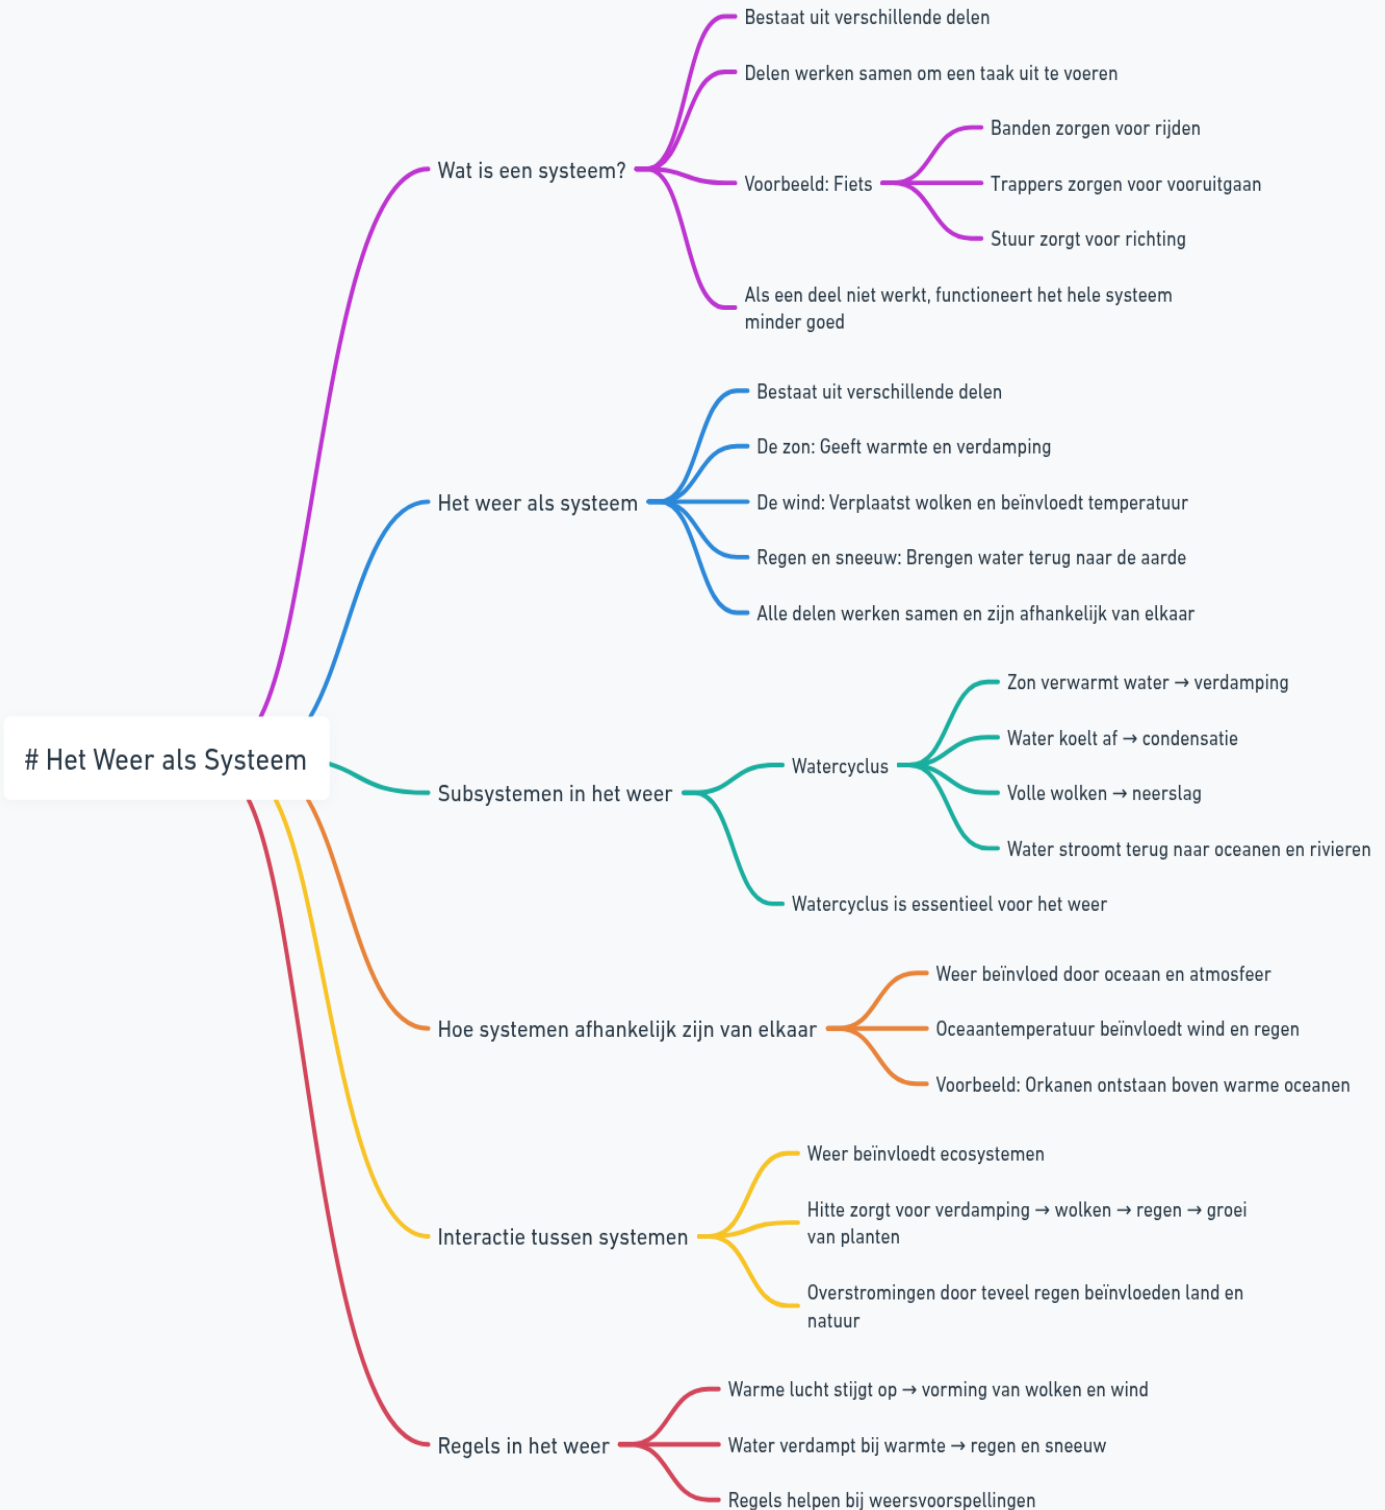 # Het Weer als Systeem
Wat is een systeem?
Bestaat uit verschillende delen
Delen werken samen om een taak uit te voeren
Voorbeeld: Fiets
Banden zorgen voor rijden
Trappers zorgen voor vooruitgaan
Stuur zorgt voor richting
Als een deel niet werkt, functioneert het hele systeem
minder goed
Het weer als systeem
Bestaat uit verschillende delen
De zon: Geeft warmte en verdamping
De wind: Verplaatst wolken en beïnvloedt temperatuur
Regen en sneeuw: Brengen water terug naar de aarde
Alle delen werken samen en zijn afhankelijk van elkaar
Subsystemen in het weer
Watercyclus
Zon verwarmt water → verdamping
Water koelt af → condensatie
Volle wolken → neerslag
Water stroomt terug naar oceanen en rivieren
Watercyclus is essentieel voor het weer
Hoe systemen afhankelijk zijn van elkaar
Weer beïnvloed door oceaan en atmosfeer
Oceaantemperatuur beïnvloedt wind en regen
Voorbeeld: Orkanen ontstaan boven warme oceanen
Interactie tussen systemen
Weer beïnvloedt ecosystemen
Hitte zorgt voor verdamping → wolken → regen → groei
van planten
Overstromingen door teveel regen beïnvloeden land en
natuur
Regels in het weer
Warme lucht stijgt op → vorming van wolken en wind
Water verdampt bij warmte → regen en sneeuw
Regels helpen bij weersvoorspellingen